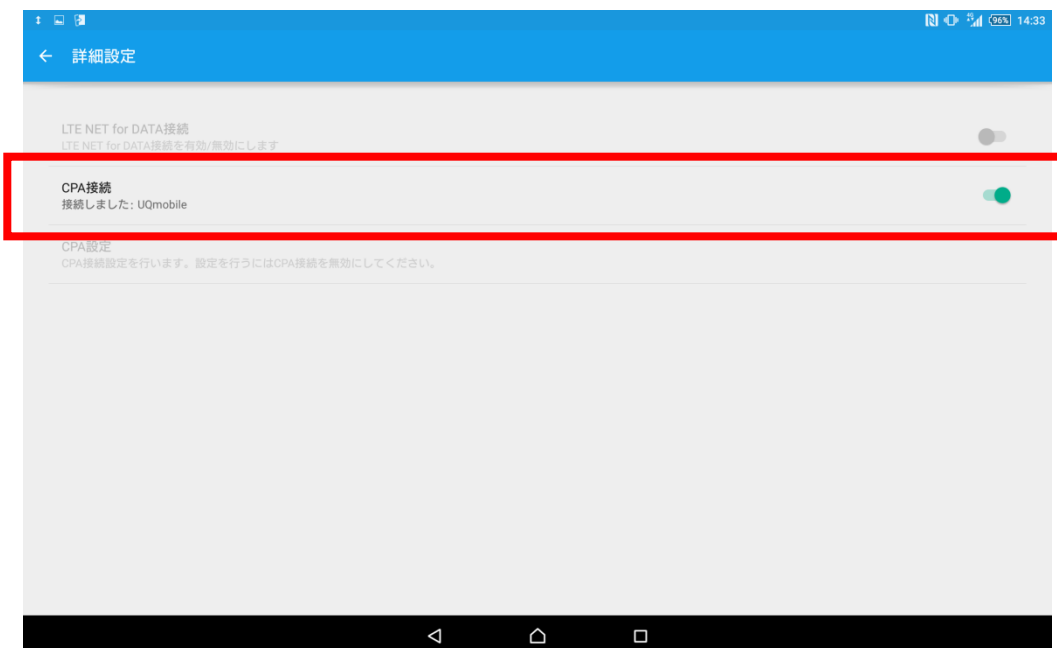 4G 96% 14:33
詳細設定
LTE NET for DATA接続
LTE NET for DATA接続を有効/無効にします
CPA接続
接続しました: UQmobile
CPA設定
CPA接続設定を行います。設定を行うにはCPA接続を無効にしてください。